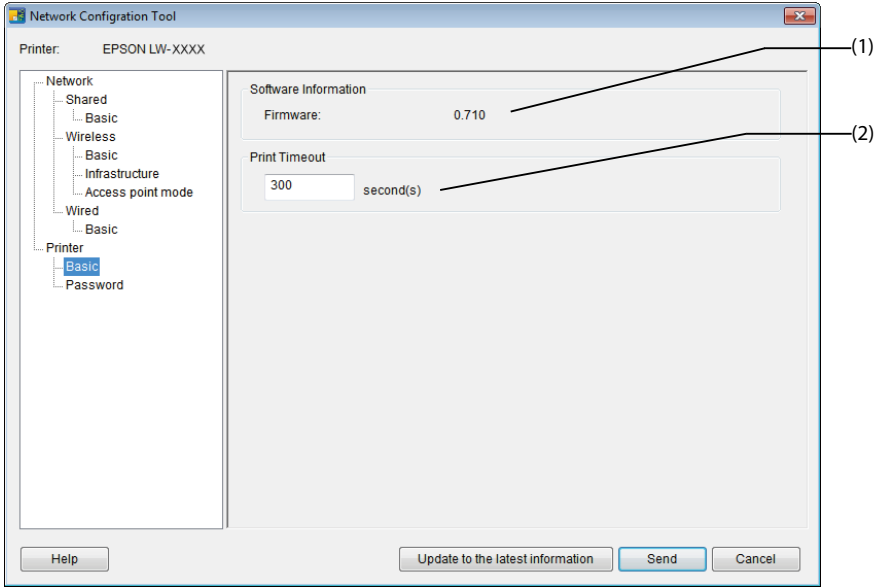 Network Configration Tool
Printer: EPSON LW-XXXX
(1)
Network
Shared
Basic
Wireless
Basic
Infrastructure
Access point mode
Wired
Basic
Printer
Basic
Password
Software Information
Firmware: 0.710
(2)
Print Timeout
300 second(s)
Help
Update to the latest information
Send
Cancel